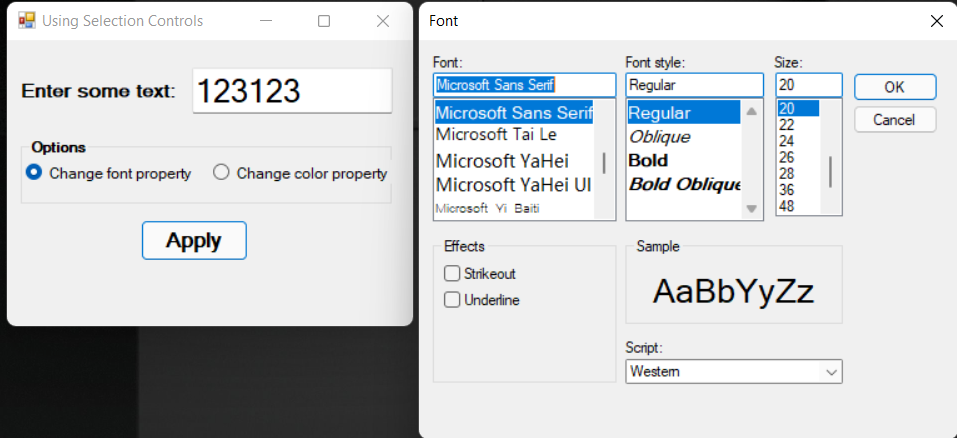 Using Selection Controls
Enter some text: 123123
Options
Change font property Change color property
Apply
Font
Font: Font style: Size:
Microsoft Sans Serif Regular 20 OK
Microsoft Sans Serif Regular 20 Cancel
Microsoft Tai Le Oblique 22
Microsoft YaHei Bold 24
Microsoft YaHei UI Bold Oblique 26
Microsoft Yi Baiti 28
36
48
Effects Sample
Strikeout AaBbYyZz
Underline
Script:
Western